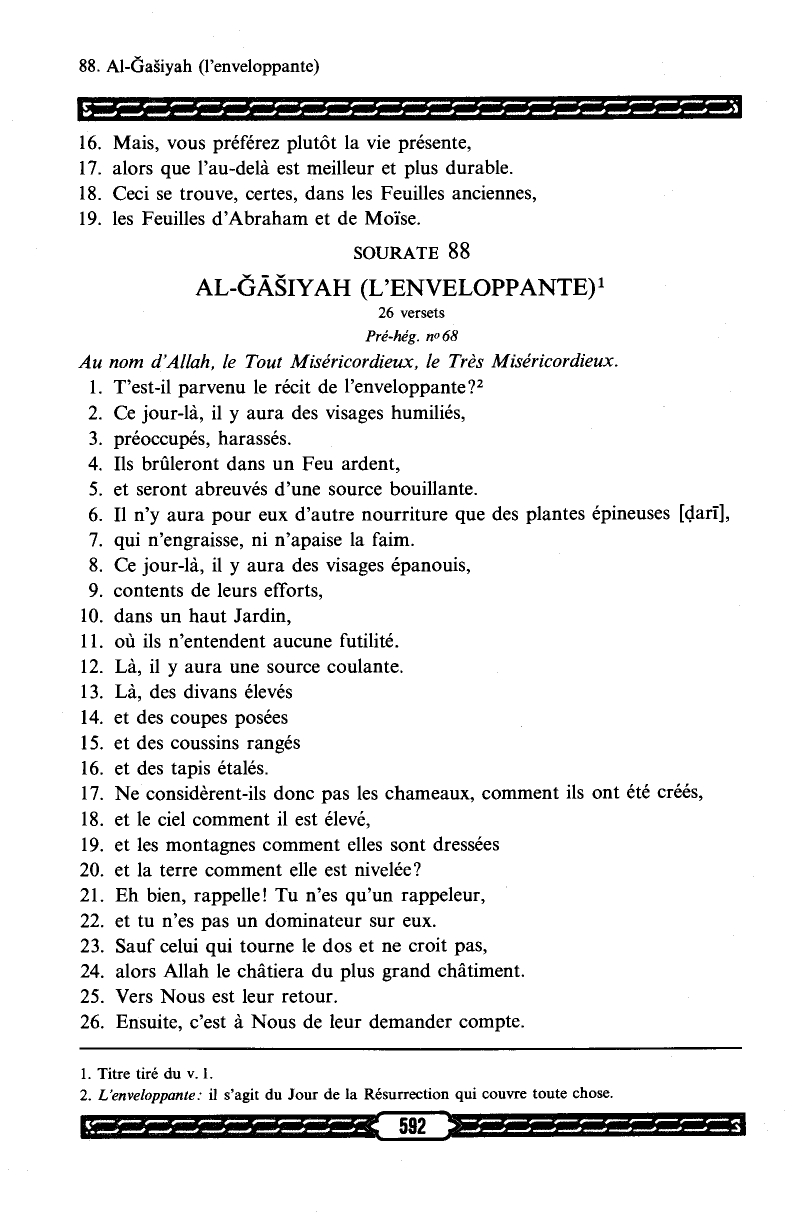 88. Al-Ğašiyah (l'enveloppante)
16. Mais, vous préférez plutôt la vie présente,
17. alors que l'au-delà est meilleur et plus durable.
18. Ceci se trouve, certes, dans les Feuilles anciennes,
19. les Feuilles d'Abraham et de Moïse.
SOURATE 88
AL-ĞĀŠIYAH (L'ENVELOPPANTE)¹
26 versets
Pré-hég. nº 68
Au nom d'Allah, le Tout Miséricordieux, le Très Miséricordieux.
1. T'est-il parvenu le récit de l'enveloppante?²
2. Ce jour-là, il y aura des visages humiliés,
3. préoccupés, harassés.
4. Ils brûleront dans un Feu ardent,
5. et seront abreuvés d'une source bouillante.
6. Il n'y aura pour eux d'autre nourriture que des plantes épineuses [ḍarī],
7. qui n'engraisse, ni n'apaise la faim.
8. Ce jour-là, il y aura des visages épanouis,
9. contents de leurs efforts,
10. dans un haut Jardin,
11. où ils n'entendent aucune futilité.
12. Là, il y aura une source coulante.
13. Là, des divans élevés
14. et des coupes posées
15. et des coussins rangés
16. et des tapis étalés.
17. Ne considèrent-ils donc pas les chameaux, comment ils ont été créés,
18. et le ciel comment il est élevé,
19. et les montagnes comment elles sont dressées
20. et la terre comment elle est nivelée?
21. Eh bien, rappelle! Tu n'es qu'un rappeleur,
22. et tu n'es pas un dominateur sur eux.
23. Sauf celui qui tourne le dos et ne croit pas,
24. alors Allah le châtiera du plus grand châtiment.
25. Vers Nous est leur retour.
26. Ensuite, c'est à Nous de leur demander compte.
1. Titre tiré du v. 1.
2. L'enveloppante: il s'agit du Jour de la Résurrection qui couvre toute chose.
592